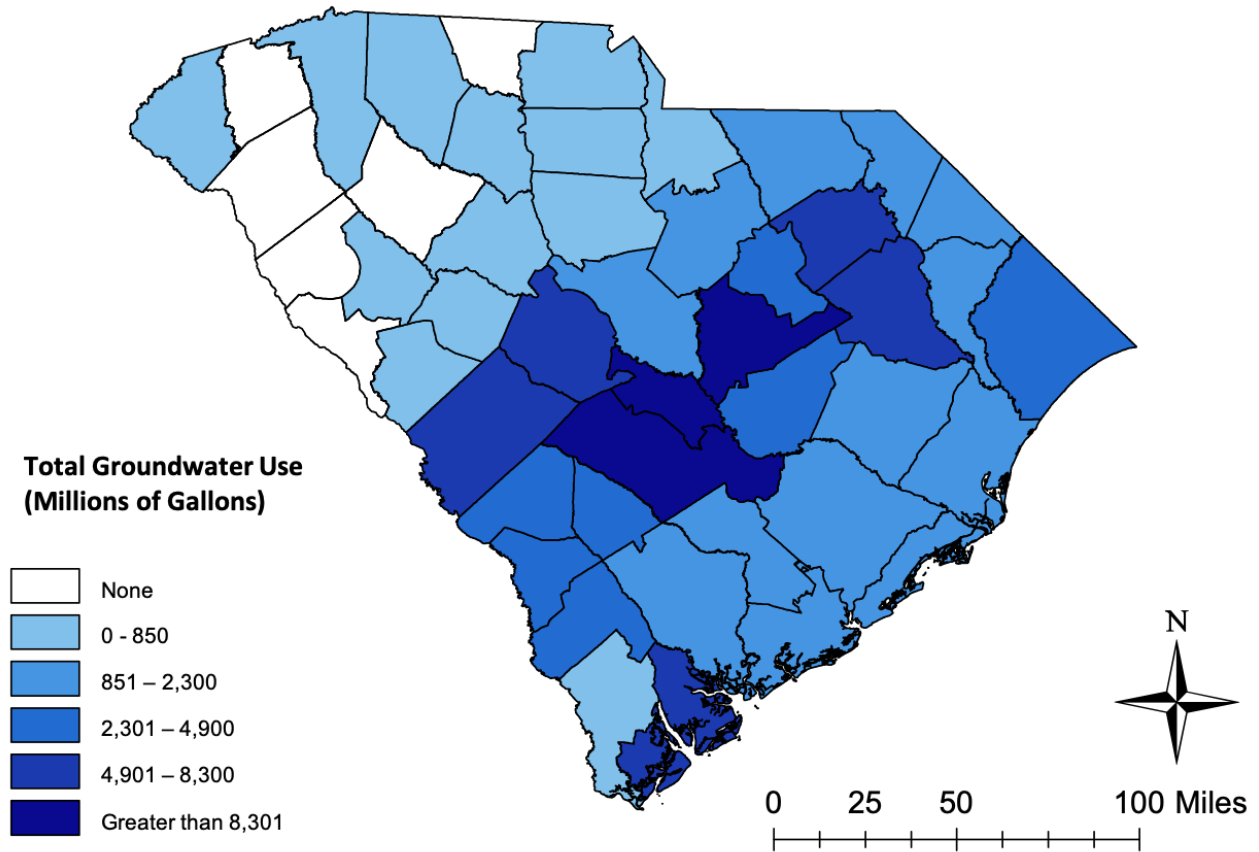 Total Groundwater Use
(Millions of Gallons)
None
0 - 850
851 – 2,300
2,301 – 4,900
4,901 – 8,300
Greater than 8,301
N
0 25 50 100 Miles